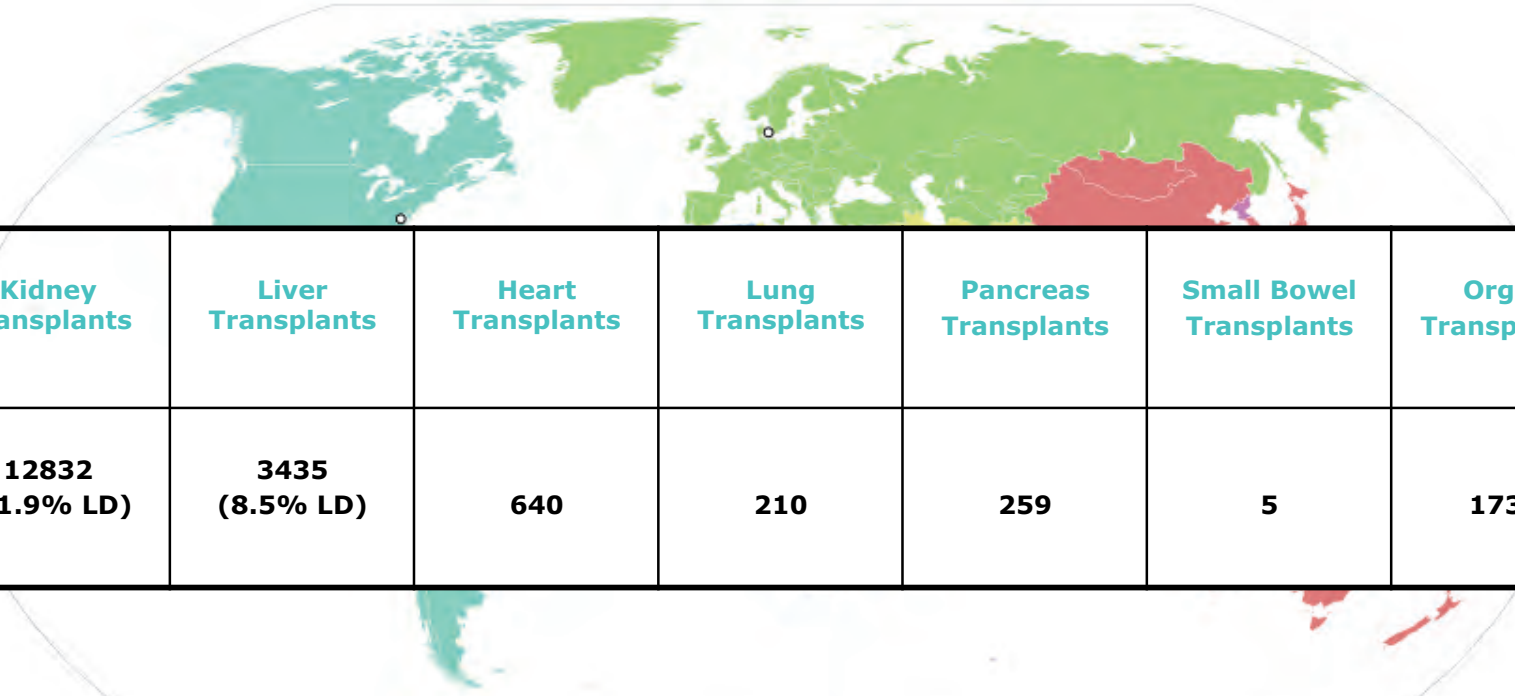 Kidney
ansplants
Liver
Transplants
Heart
Transplants
Lung
Transplants
Pancreas
Transplants
Small Bowel
Transplants
Org
Transp
12832
1.9% LD)
3435
(8.5% LD)
640
210
259
5
173